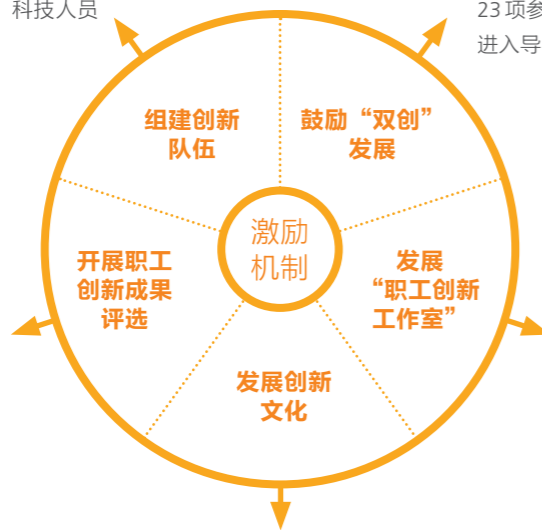 科技人员
23 项参
进入导
组建创新
队伍
鼓励“双创”
发展
激励
机制
开展职工
创新成果
评选
发展
“职工创新
工作室”
发展创新
文化